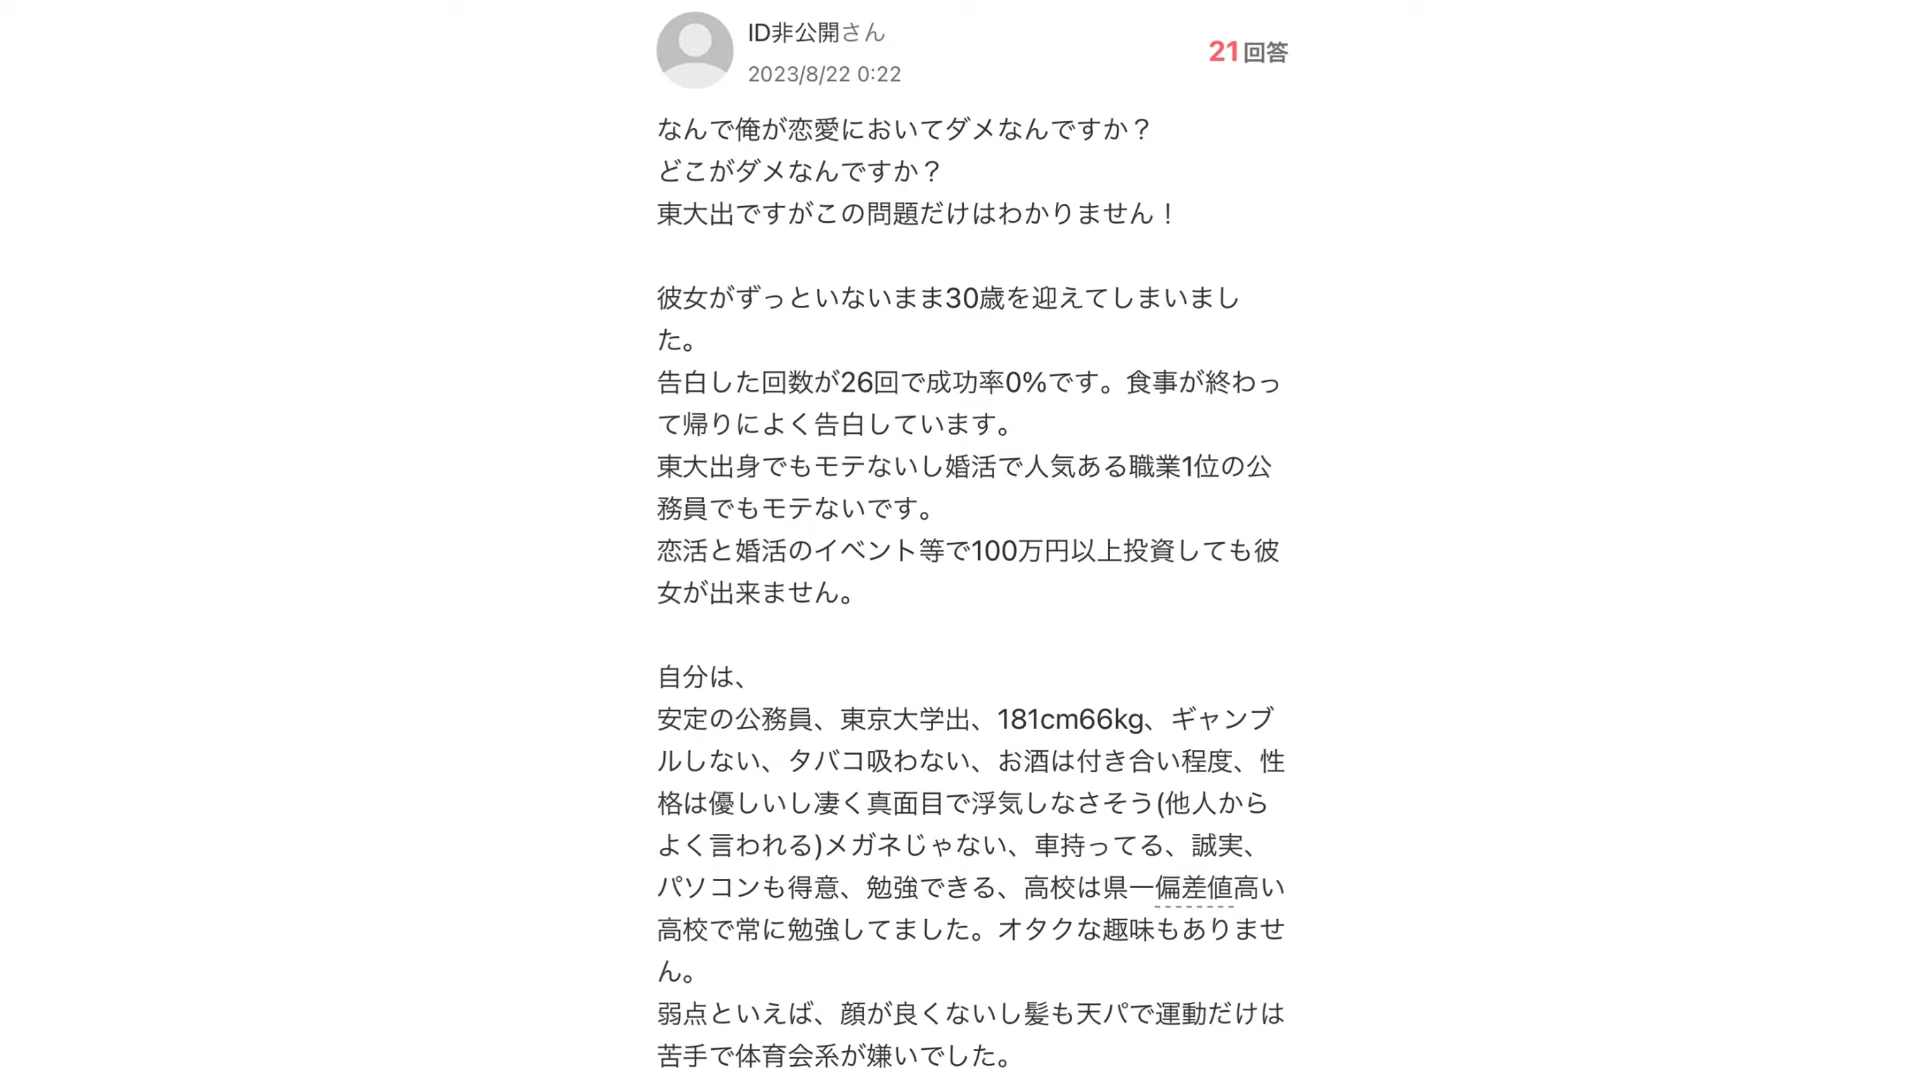 ID非公開さん
2023/8/22 0:22
21回答
なんで俺が恋愛においてダメなんですか？
どこがダメなんですか？
東大出ですがこの問題だけはわかりません！
彼女がずっといないまま30歳を迎えてしまいまし
た。
告白した回数が26回で成功率0%です。食事が終わっ
て帰りによく告白しています。
東大出身でもモテないし婚活で人気ある職業1位の公
務員でもモテないです。
恋活と婚活のイベント等で100万円以上投資しても彼
女が出来ません。
自分は、
安定の公務員、東京大学出、181cm66kg、ギャンブ
ルしない、タバコ吸わない、お酒は付き合い程度、性
格は優しいし凄く真面目で浮気しなさそう(他人から
よく言われる)メガネじゃない、車持ってる、誠実、
パソコンも得意、勉強できる、高校は県一偏差値高い
高校で常に勉強してました。オタクな趣味もありませ
ん。
弱点といえば、顔が良くないし髪も天パで運動だけは
苦手で体育会系が嫌いでした。